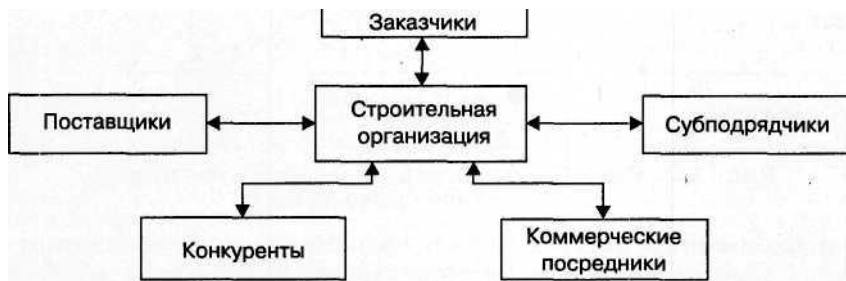 Заказчики
Поставщики
Строительная
организация
Субподрядчики
Конкуренты
Коммерческие
посредники